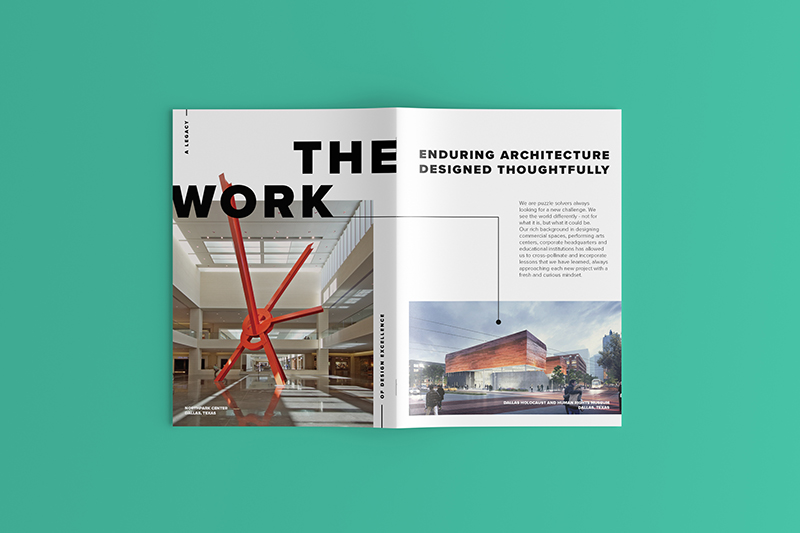 A LEGACY
THE
WORK
OF DESIGN EXCELLENCE
NORTHPARK CENTER
DALLAS, TEXAS
ENDURING ARCHITECTURE
DESIGNED THOUGHTFULLY
We are puzzle solvers always
looking for a new challenge. We
see the world differently - not for
what it is, but what it could be.
Our rich background in designing
commercial spaces, performing arts
centers, corporate headquarters and
educational institutions has allowed
us to cross-pollinate and incorporate
lessons that we have learned, always
approaching each new project with a
fresh and curious mindset.
DALLAS HOLOCAUST AND HUMAN RIGHTS MUSEUM
DALLAS, TEXAS